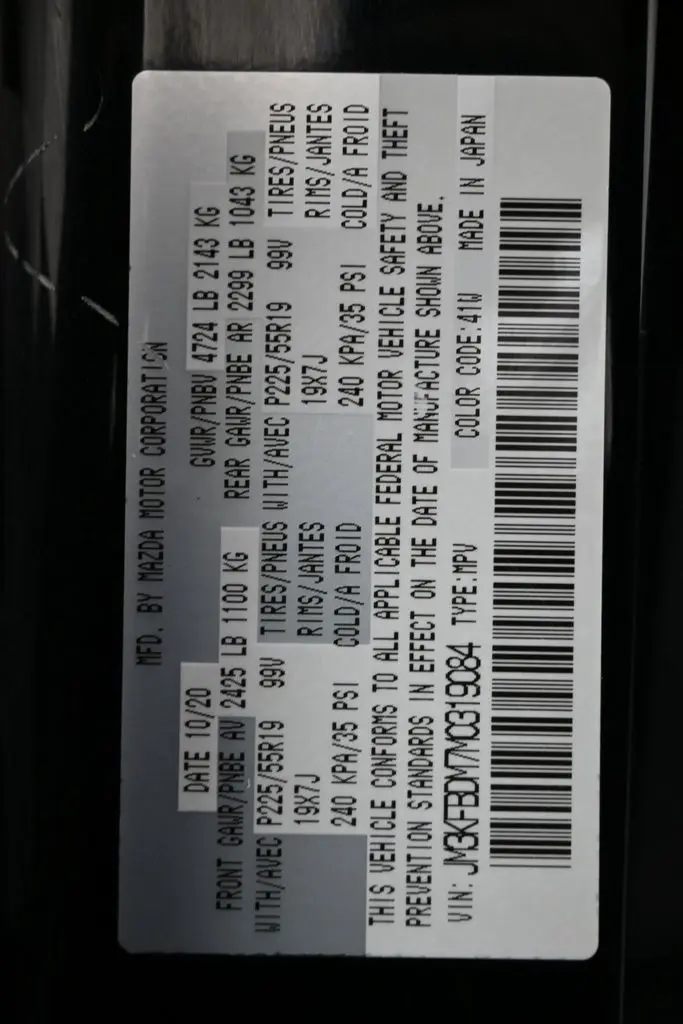 MFD. BY MAZDA MOTOR CORPORATION
DATE 10/20 GVWR/PNBV 4724 LB 2143 KG
FRONT GAWR/PNBE AV 2425 LB 1100 KG REAR GAWR/PNBE AR 2299 LB 1043 KG
WITH/AVEC P225/55R19 99V TIRES/PNEUS WITH/AVEC P225/55R19 99V TIRES/PNEUS
19X7J RIMS/JANTES 19X7J RIMS/JANTES
240 KPA/35 PSI COLD/A FROID 240 KPA/35 PSI COLD/A FROID
THIS VEHICLE CONFORMS TO ALL APPLICABLE FEDERAL MOTOR VEHICLE SAFETY AND THEFT
PREVENTION STANDARDS IN EFFECT ON THE DATE OF MANUFACTURE SHOWN ABOVE.
VIN: JM3KFBDM7M0319084 TYPE:MPV COLOR CODE:41W MADE IN JAPAN